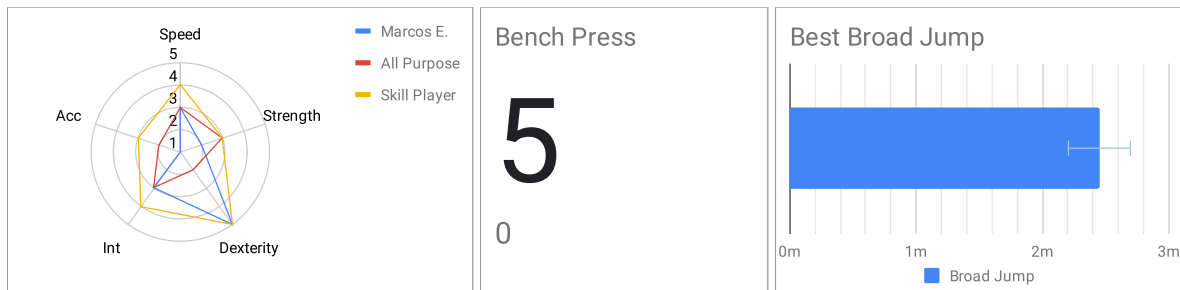 Speed
5
4
3
2
1
Acc
Strength
Int
Dexterity
Marcos E.
All Purpose
Skill Player
Bench Press
5
0
Best Broad Jump
0m 1m 2m 3m
Broad Jump